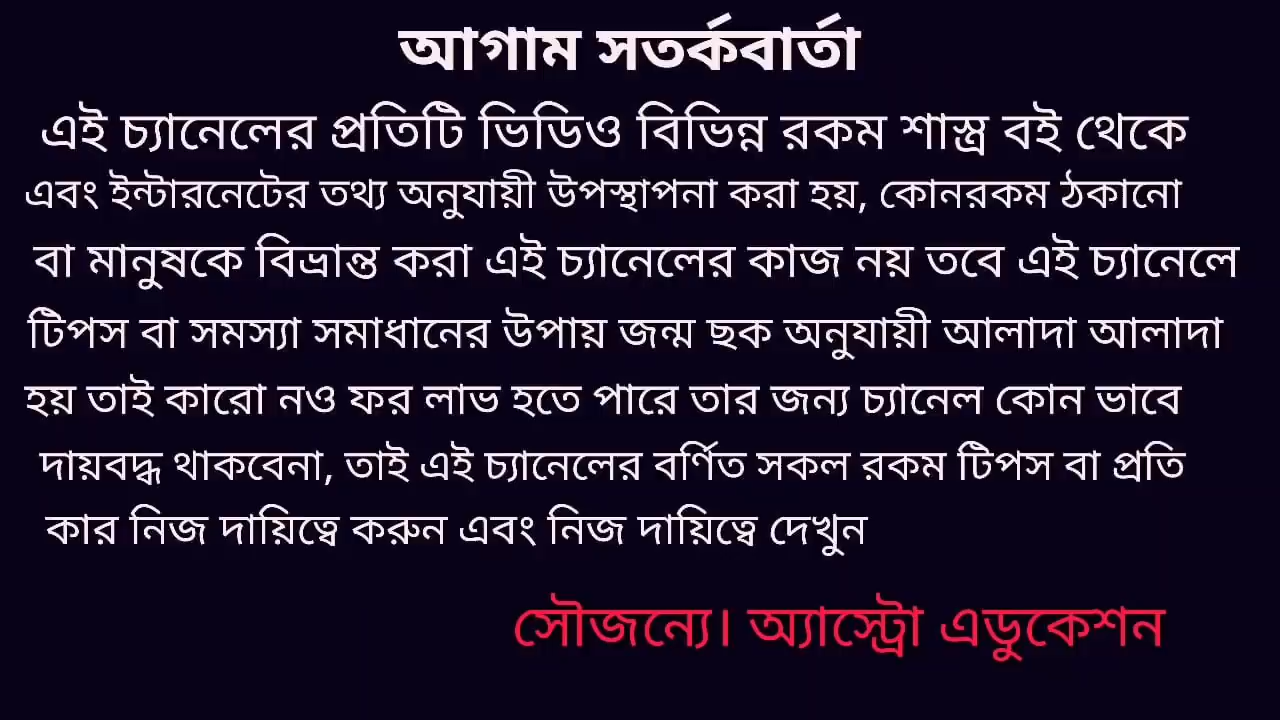 আগাম সতর্কবার্তা
এই চ্যানেলের প্রতিটি ভিডিও বিভিন্ন রকম শাস্ত্র বই থেকে
এবং ইন্টারনেটের তথ্য অনুযায়ী উপস্থাপনা করা হয়, কোনরকম ঠকানো
বা মানুষকে বিভ্রান্ত করা এই চ্যানেলের কাজ নয় তবে এই চ্যানেলে
টিপস বা সমস্যা সমাধানের উপায় জন্ম ছক অনুযায়ী আলাদা আলাদা
হয় তাই কারো নও ফর লাভ হতে পারে তার জন্য চ্যানেল কোন ভাবে
দায়বদ্ধ থাকবেনা, তাই এই চ্যানেলের বর্ণিত সকল রকম টিপস বা প্রতি
কার নিজ দায়িত্বে করুন এবং নিজ দায়িত্বে দেখুন
সৌজন্যে। অ্যাস্ট্রো এডুকেশন